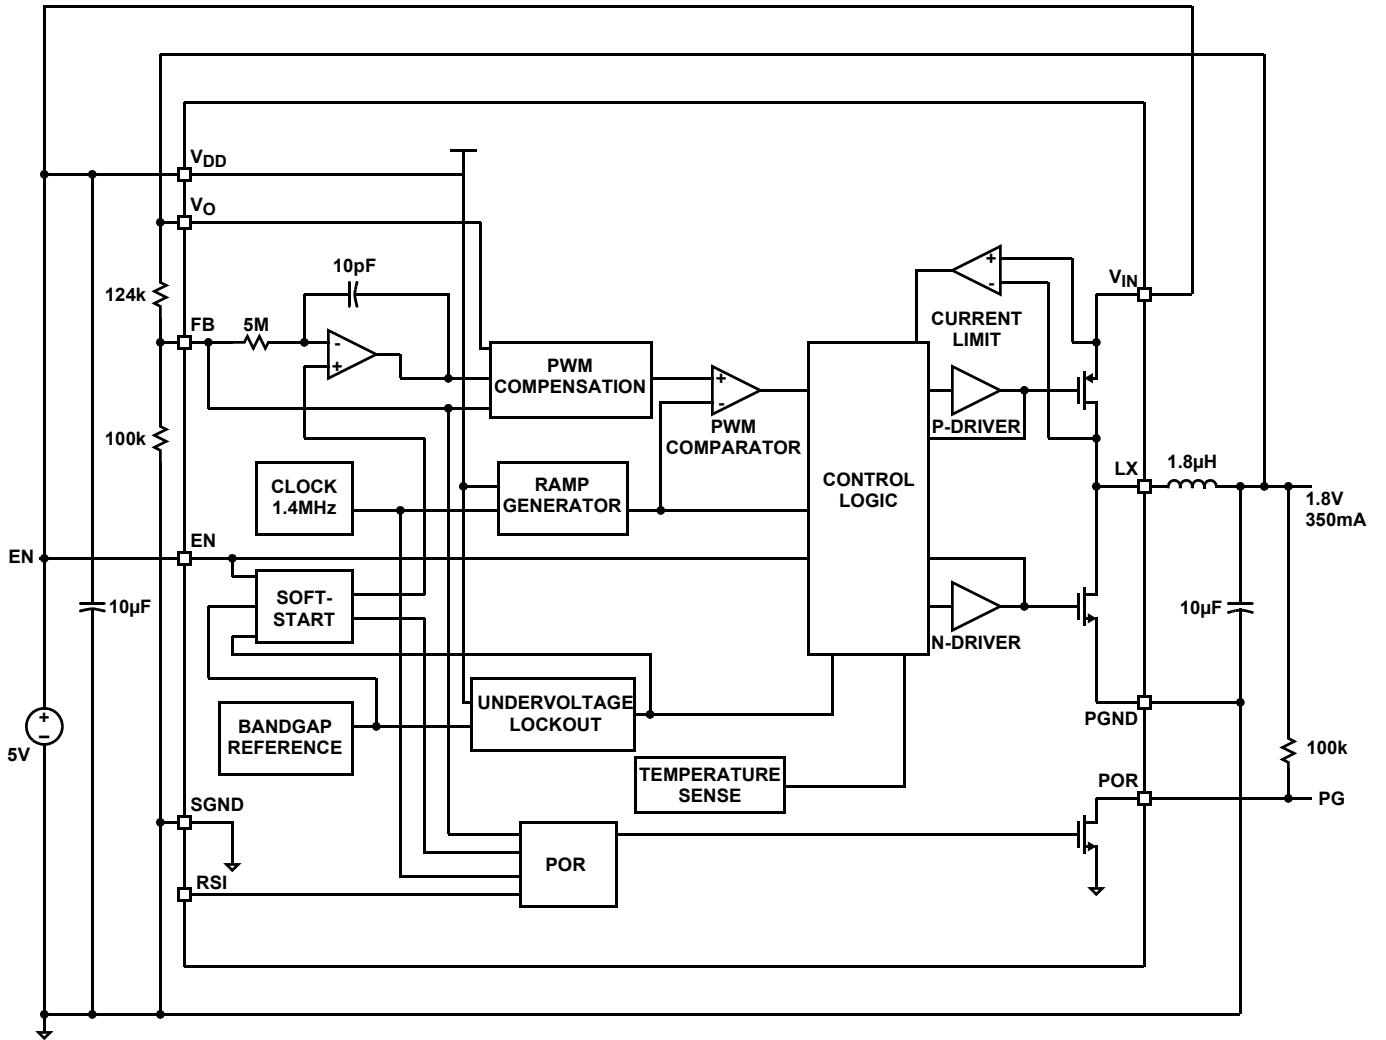 VDD
VO
10pF
124k
FB
5M
-
+
PWM
COMPENSATION
+
-
PWM
COMPARATOR
+
-
CURRENT
LIMIT
VIN
P-DRIVER
100k
CLOCK
1.4MHz
RAMP
GENERATOR
CONTROL
LOGIC
LX
1.8µH
1.8V
350mA
EN
EN
SOFT-
START
10µF
N-DRIVER
10µF
UNDERVOLTAGE
LOCKOUT
BANDGAP
REFERENCE
+
–
5V
PGND
100k
TEMPERATURE
SENSE
POR
PG
SGND
POR
RSI